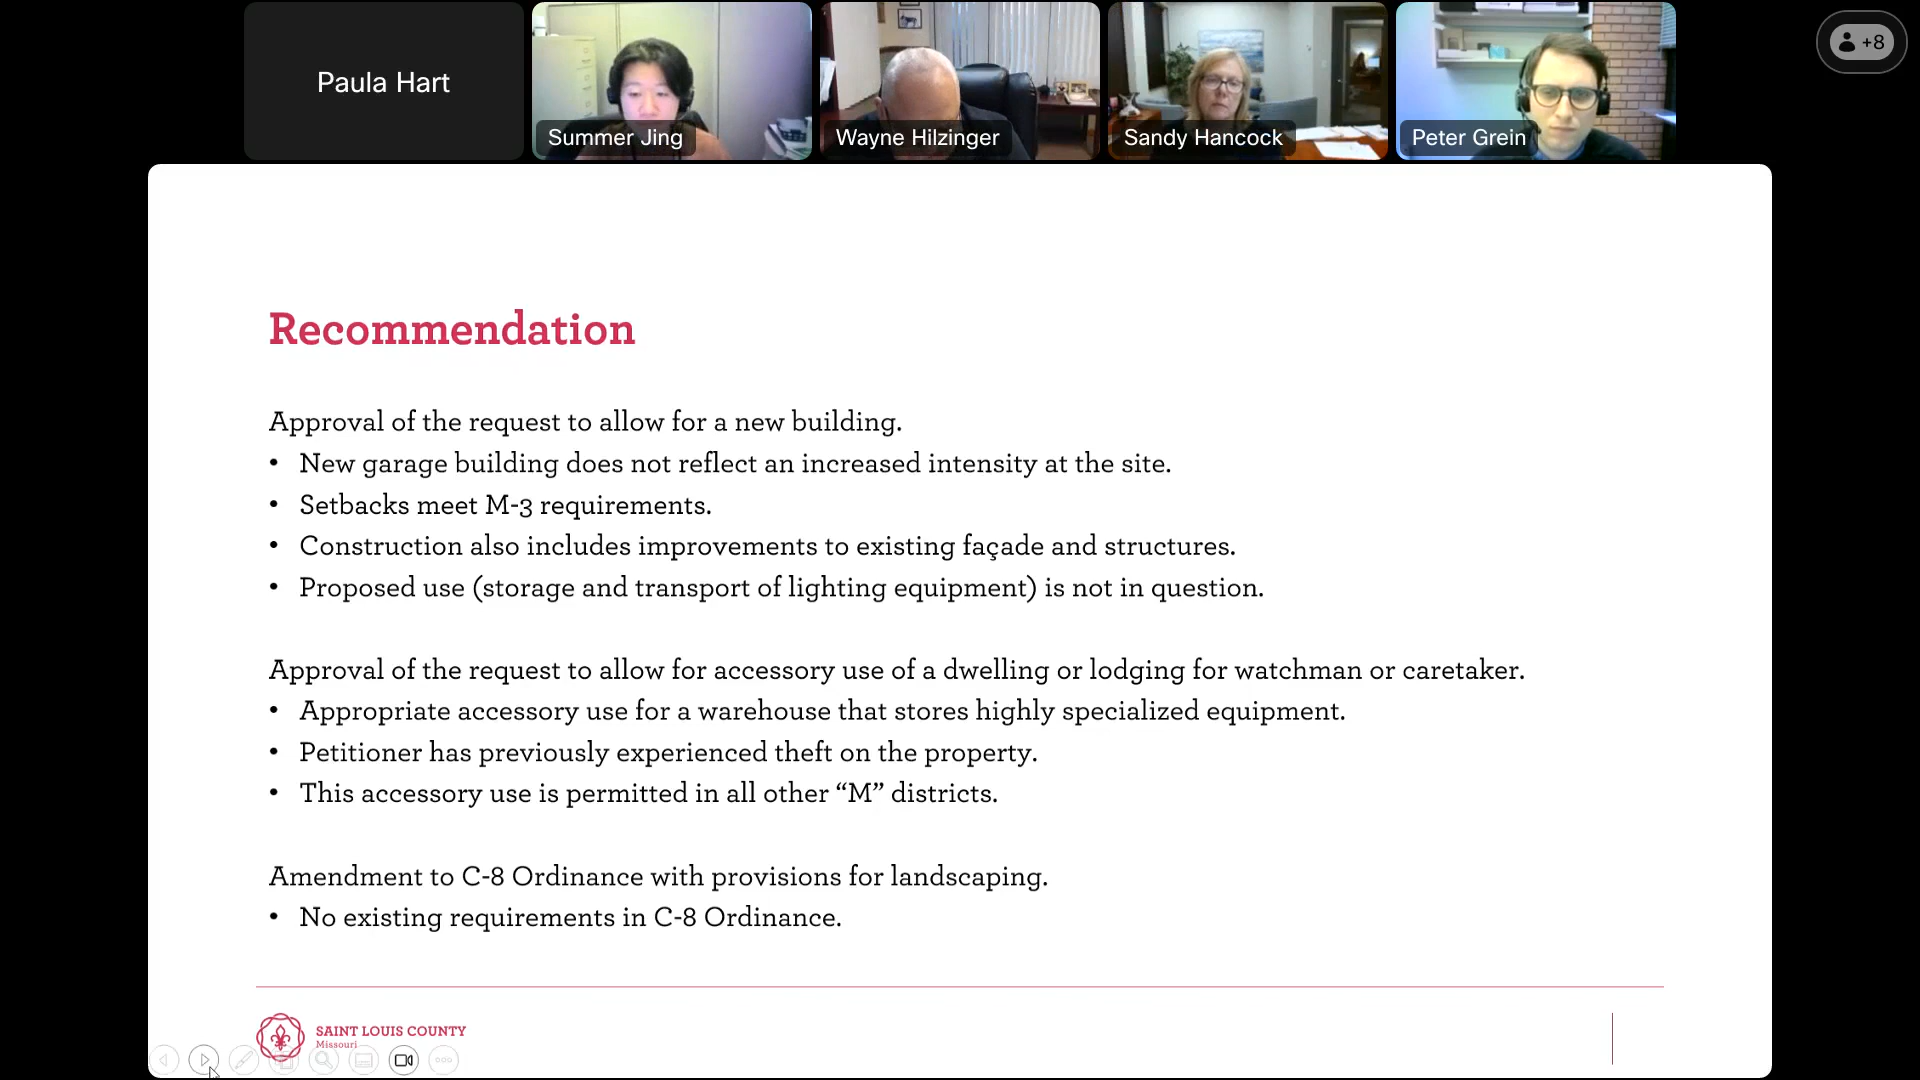 Paula Hart
Summer Jing
Wayne Hilzinger
Sandy Hancock
Peter Grein
+8
Recommendation
Approval of the request to allow for a new building.
• New garage building does not reflect an increased intensity at the site.
• Setbacks meet M-3 requirements.
• Construction also includes improvements to existing façade and structures.
• Proposed use (storage and transport of lighting equipment) is not in question.
Approval of the request to allow for accessory use of a dwelling or lodging for watchman or caretaker.
• Appropriate accessory use for a warehouse that stores highly specialized equipment.
• Petitioner has previously experienced theft on the property.
• This accessory use is permitted in all other “M” districts.
Amendment to C-8 Ordinance with provisions for landscaping.
• No existing requirements in C-8 Ordinance.
SAINT LOUIS COUNTY
Missouri